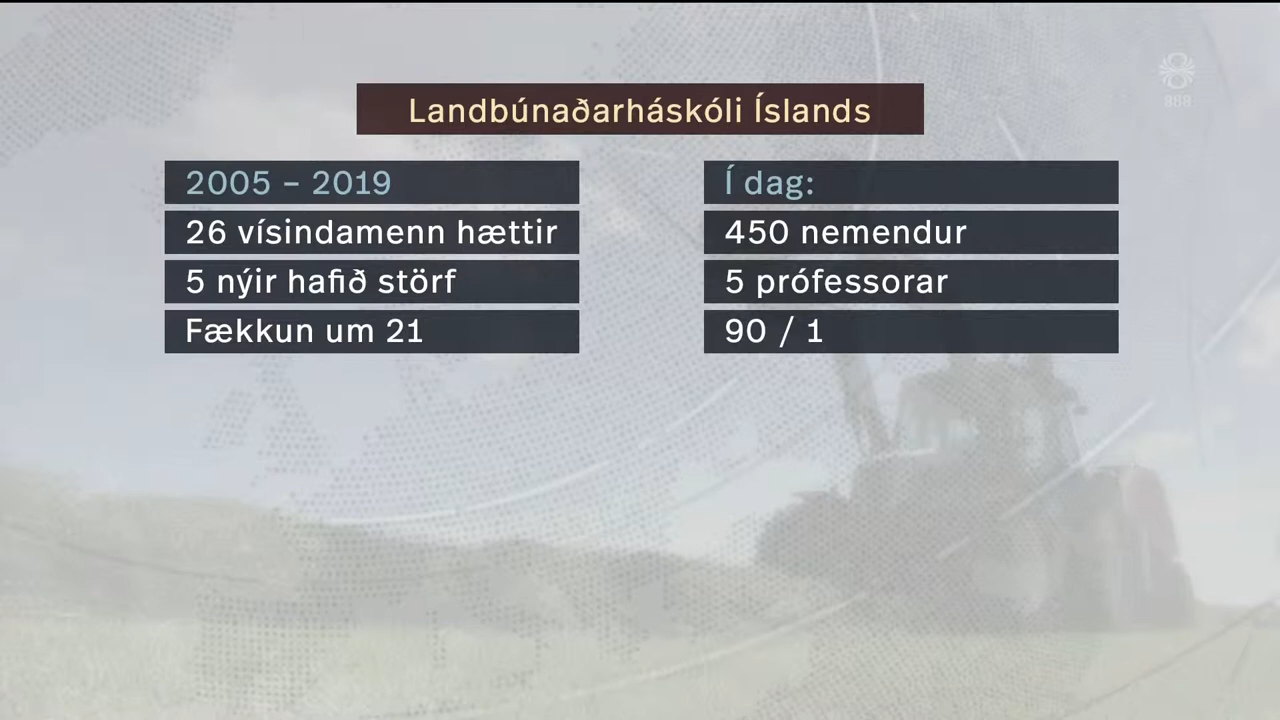 Landbúnaðarháskóli Íslands
2005 – 2019
26 vísindamenn hættir
5 nýir hafið störf
Fækkun um 21
Í dag:
450 nemendur
5 prófessorar
90 / 1
888